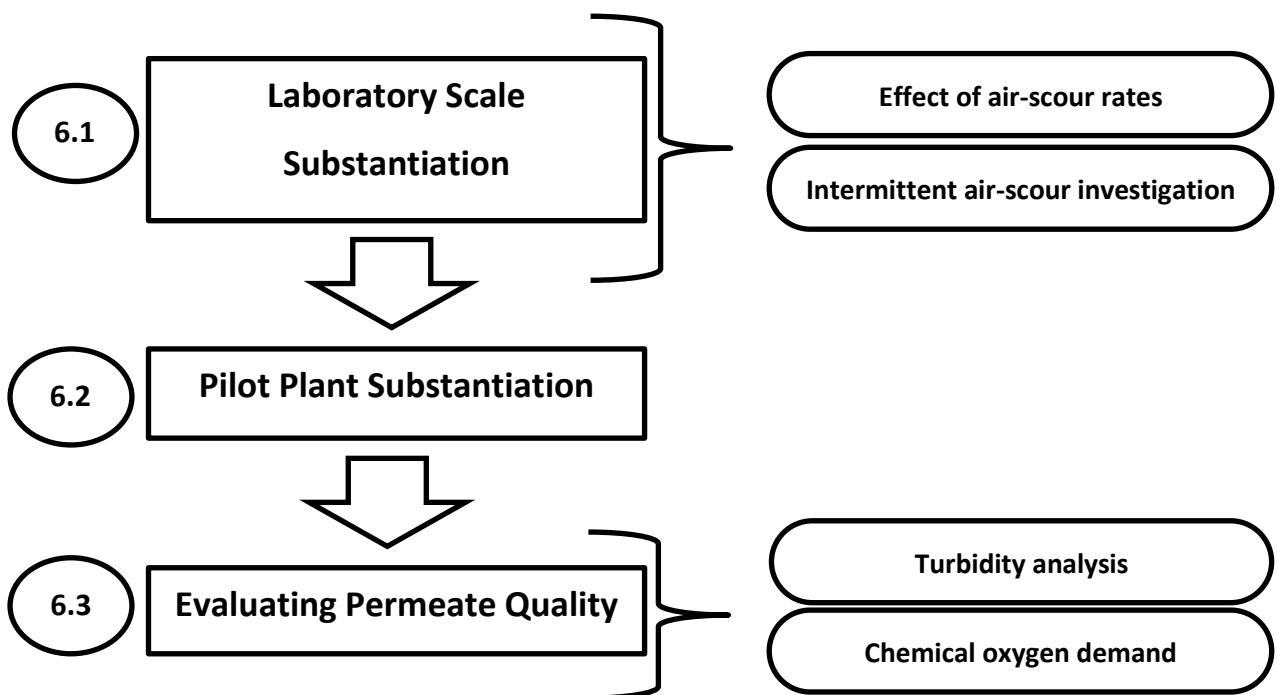 6.1
Laboratory Scale
Substantiation
Effect of air-scour rates
Intermittent air-scour investigation
6.2
Pilot Plant Substantiation
6.3
Evaluating Permeate Quality
Turbidity analysis
Chemical oxygen demand